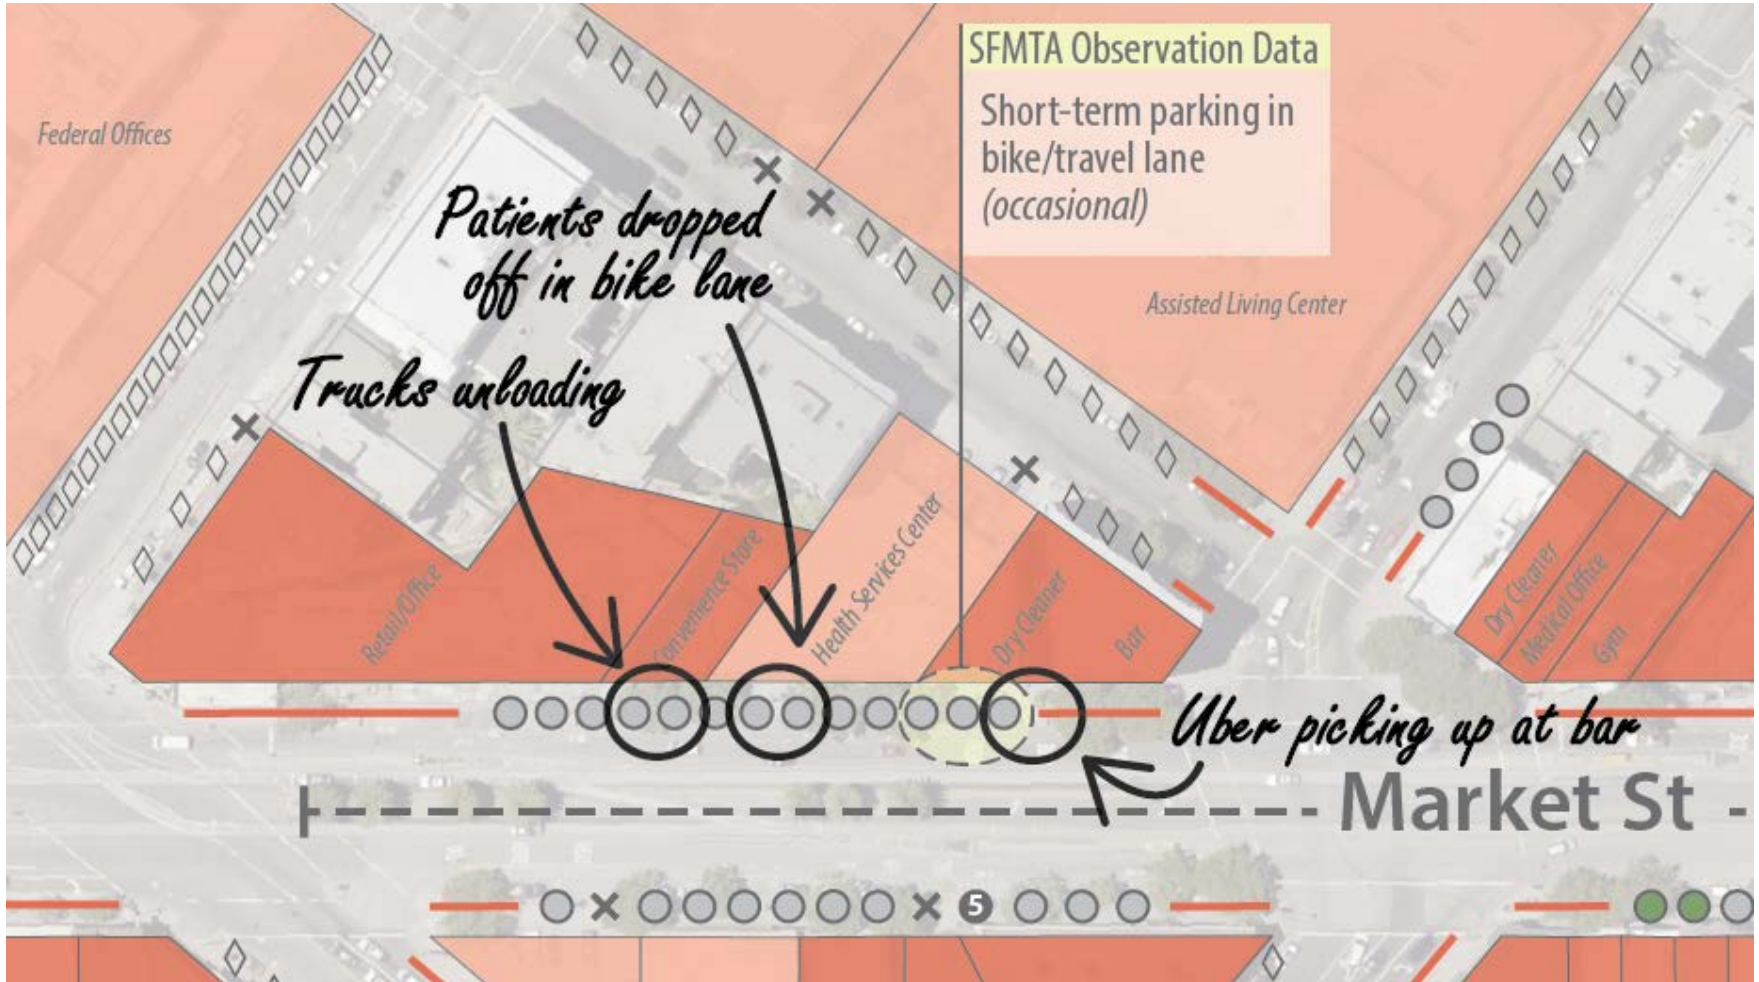 SFMTA Observation Data
Short-term parking in
bike/travel lane
(occasional)
Federal Offices
Patients dropped
off in bike lane
Assisted Living Center
Trucks unloading
Retail/Office
Convenience Store
Health Services Center
Dry Cleaner
Bar
Dry Cleaner
Medical Office
Gym
Uber picking up at bar
Market St
5